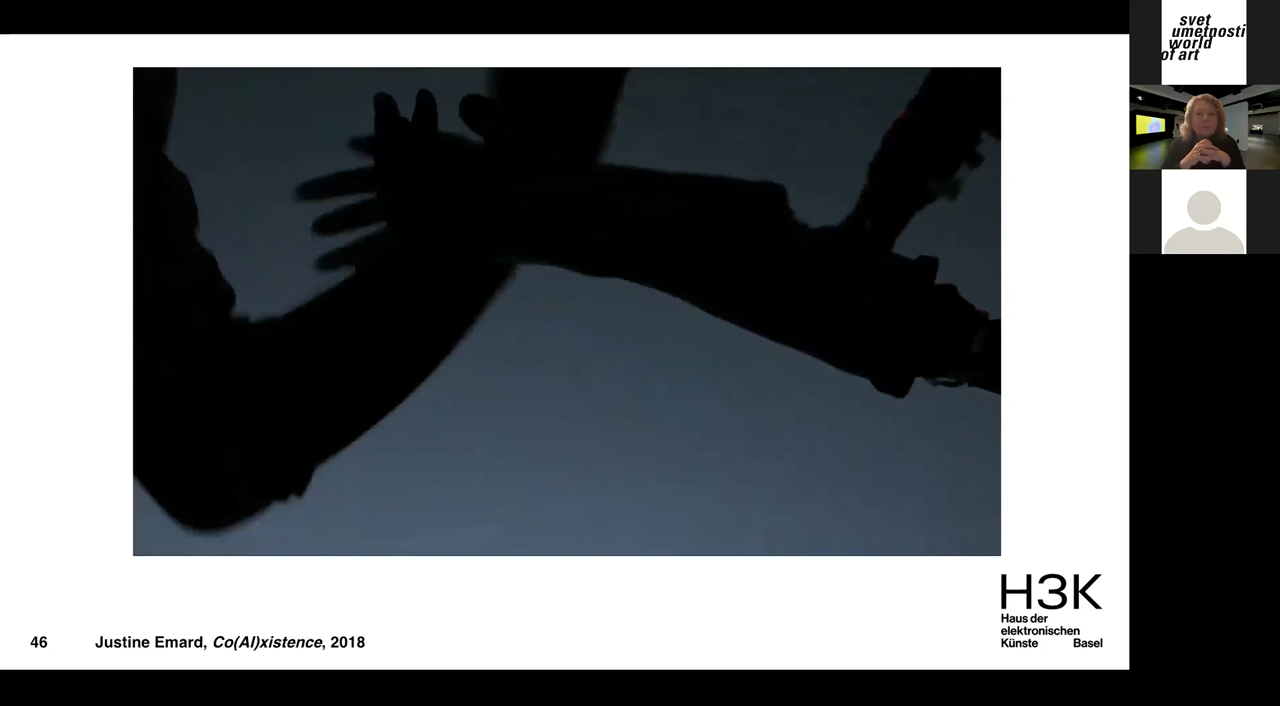 svet
umetnosti
world
of art
H3K
Haus der
elektronischen
Künste Basel
46 Justine Emard, Co(AI)xistence, 2018